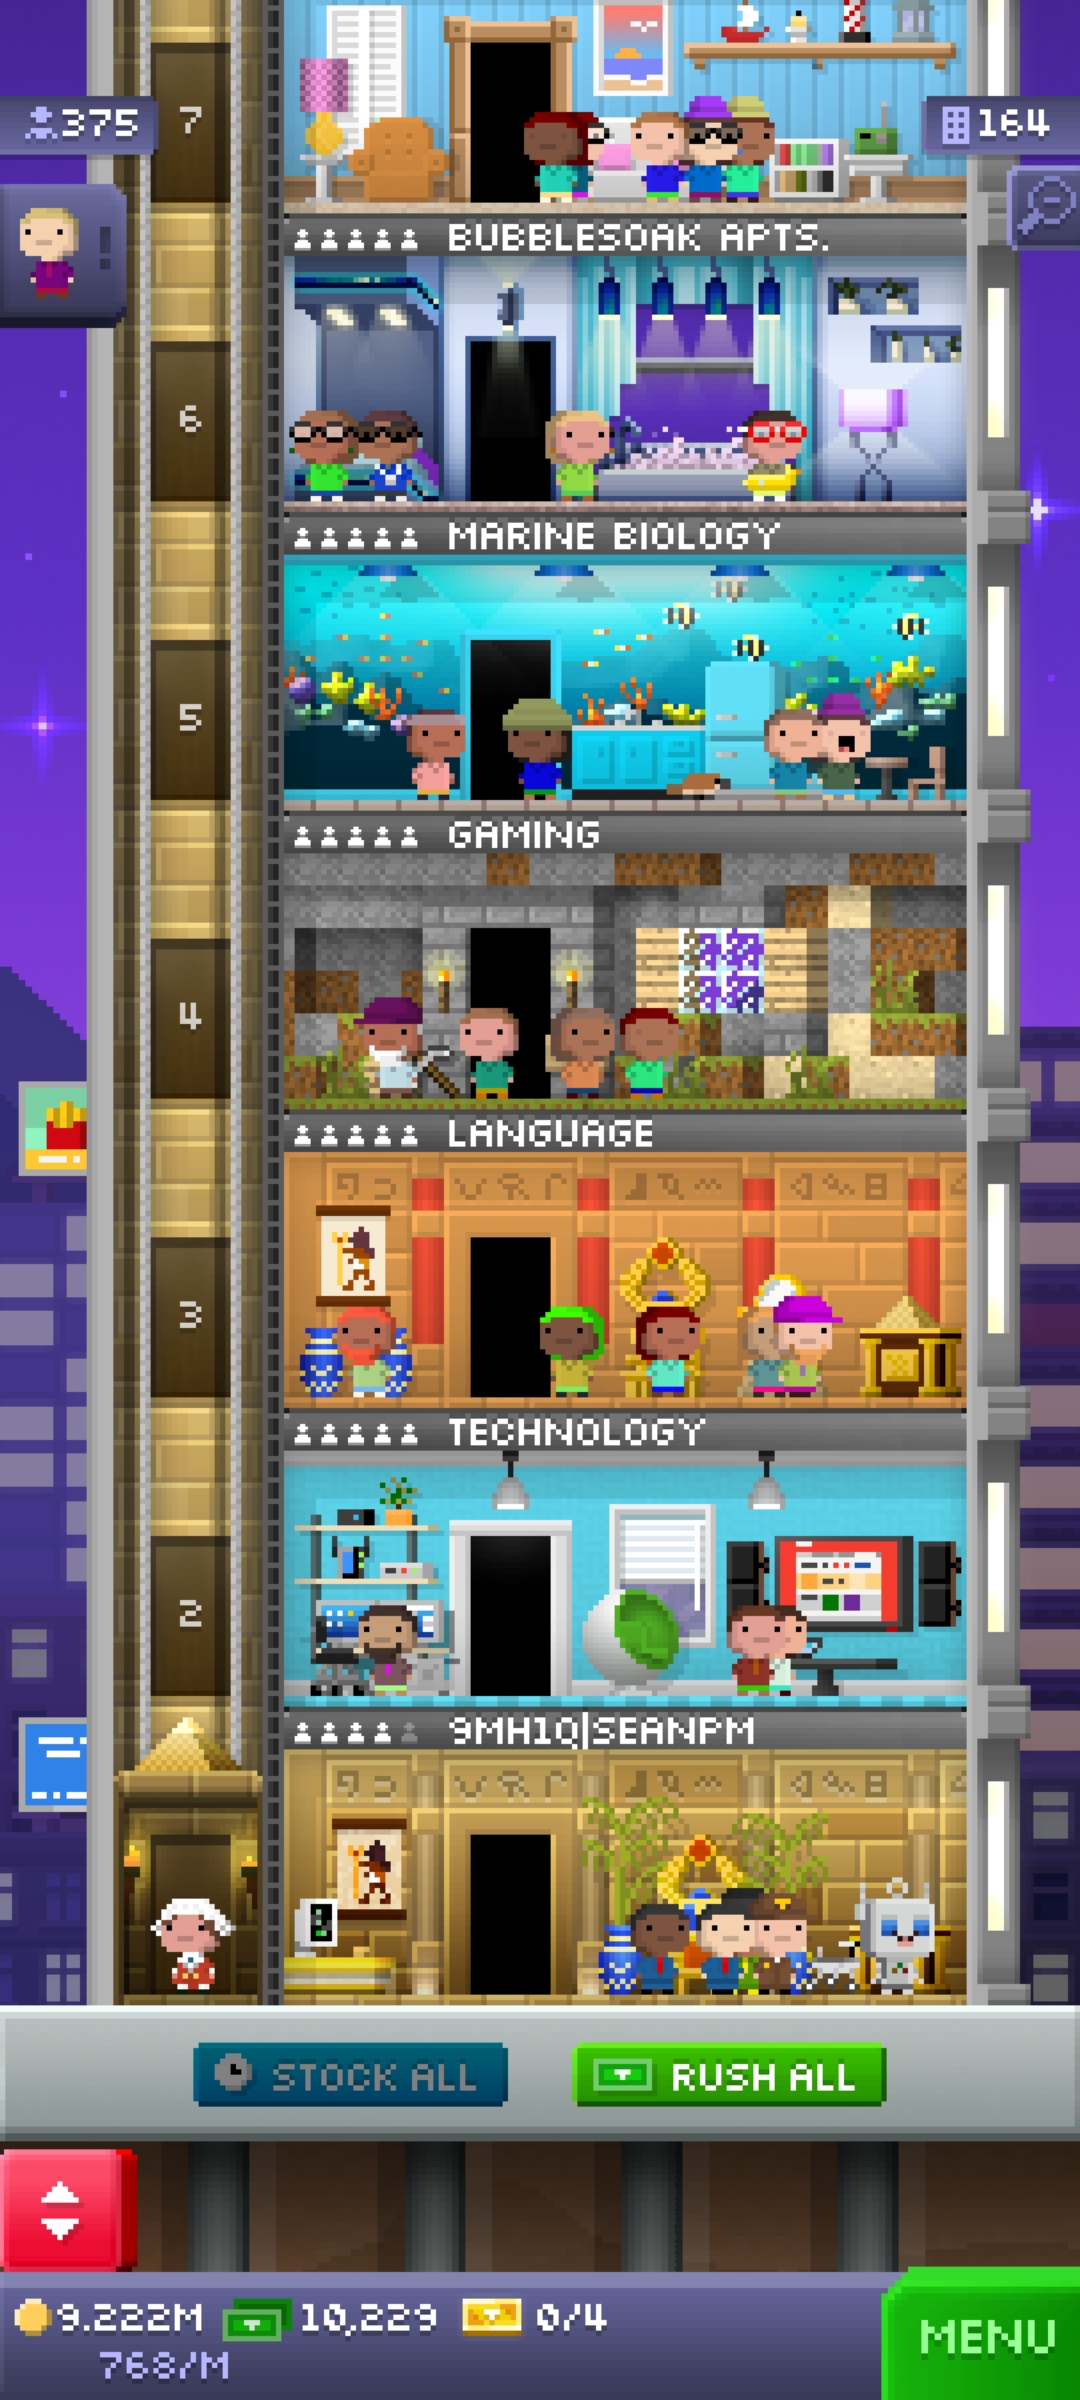 375
7
164
BUBBLESOAK APTS.
6
MARINE BIOLOGY
5
GAMING
4
LANGUAGE
3
TECHNOLOGY
2
9MH1Q|SEANPM
STOCK ALL
RUSH ALL
9.222M
10,229
0/4
768/M
MENU